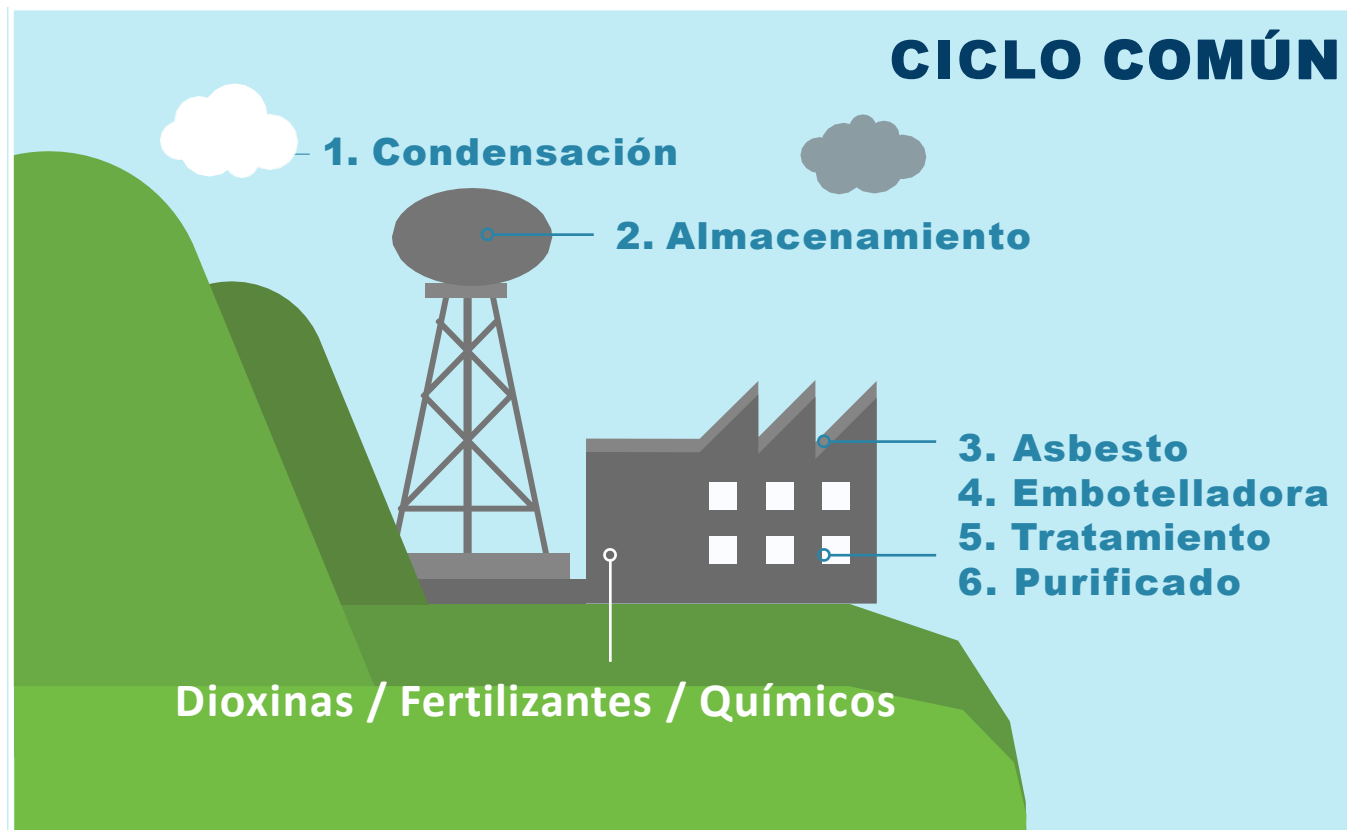 CICLO COMÚN
1. Condensación
2. Almacenamiento
3. Asbesto
4. Embotelladora
5. Tratamiento
6. Purificado
Dioxinas / Fertilizantes / Químicos